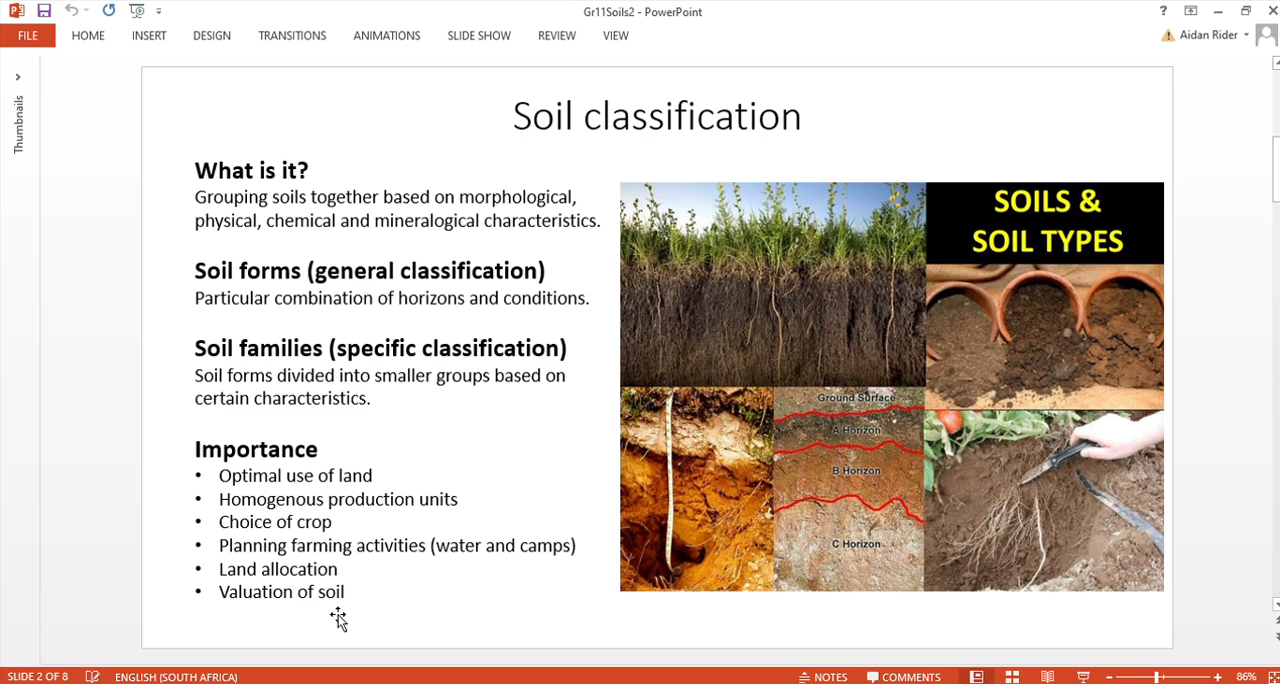 Gr11Soils2 - PowerPoint
?
FILE HOME INSERT DESIGN TRANSITIONS ANIMATIONS SLIDE SHOW REVIEW VIEW
Aidan Rider
Thumbnails
Soil classification
What is it?
Grouping soils together based on morphological,
physical, chemical and mineralogical characteristics.
Soil forms (general classification)
Particular combination of horizons and conditions.
Soil families (specific classification)
Soil forms divided into smaller groups based on
certain characteristics.
Importance
• Optimal use of land
• Homogenous production units
• Choice of crop
• Planning farming activities (water and camps)
• Land allocation
• Valuation of soil
SOILS &
SOIL TYPES
Ground Surface
A Horizon
B Horizon
C Horizon
SLIDE 2 OF 8 ENGLISH (SOUTH AFRICA) NOTES COMMENTS 86%